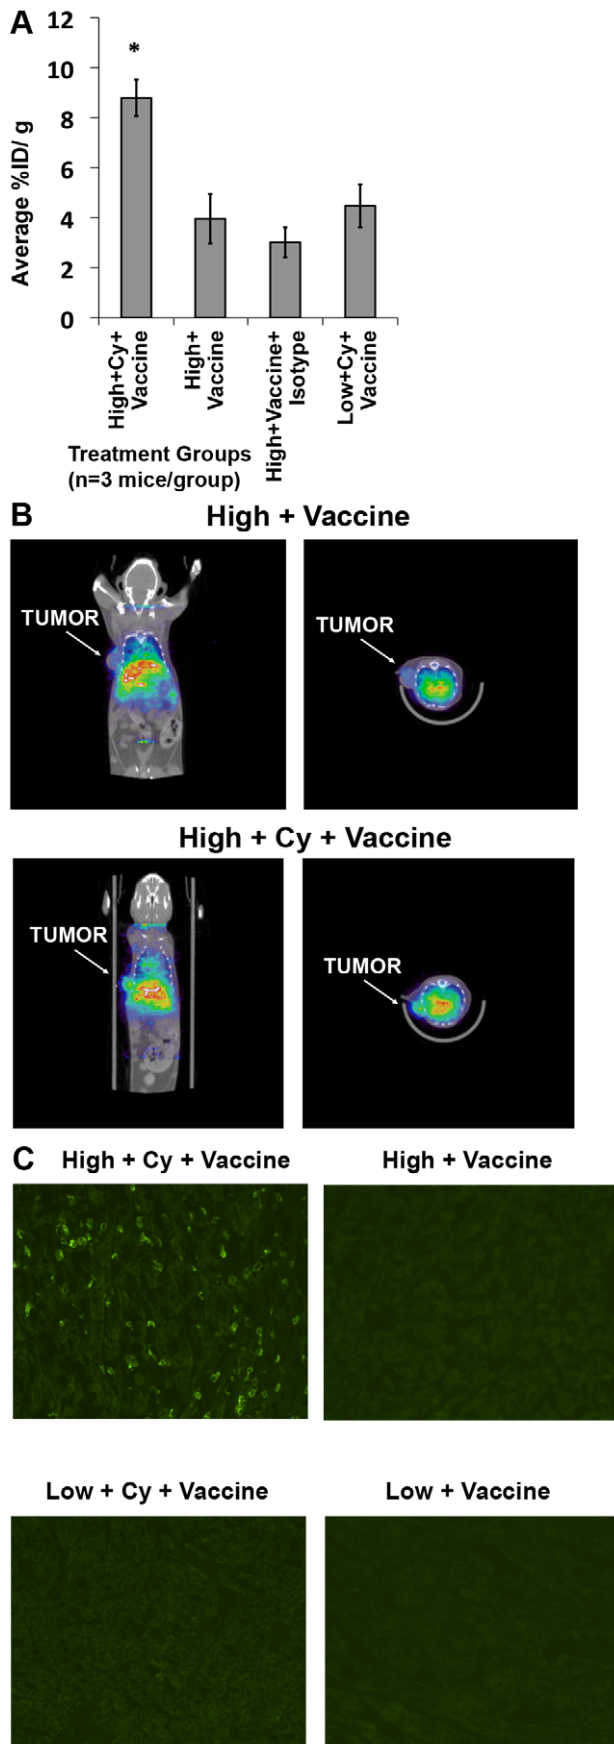 A
12
10
8
6
4
2
0
Average %ID/ g
*
High+Cy+
Vaccine
High+
Vaccine
High+Vaccine+
Isotype
Low+Cy+
Vaccine
Treatment Groups
(n=3 mice/group)
B
High + Vaccine
TUMOR
TUMOR
High + Cy + Vaccine
TUMOR
TUMOR
C
High + Cy + Vaccine
High + Vaccine
Low + Cy + Vaccine
Low + Vaccine